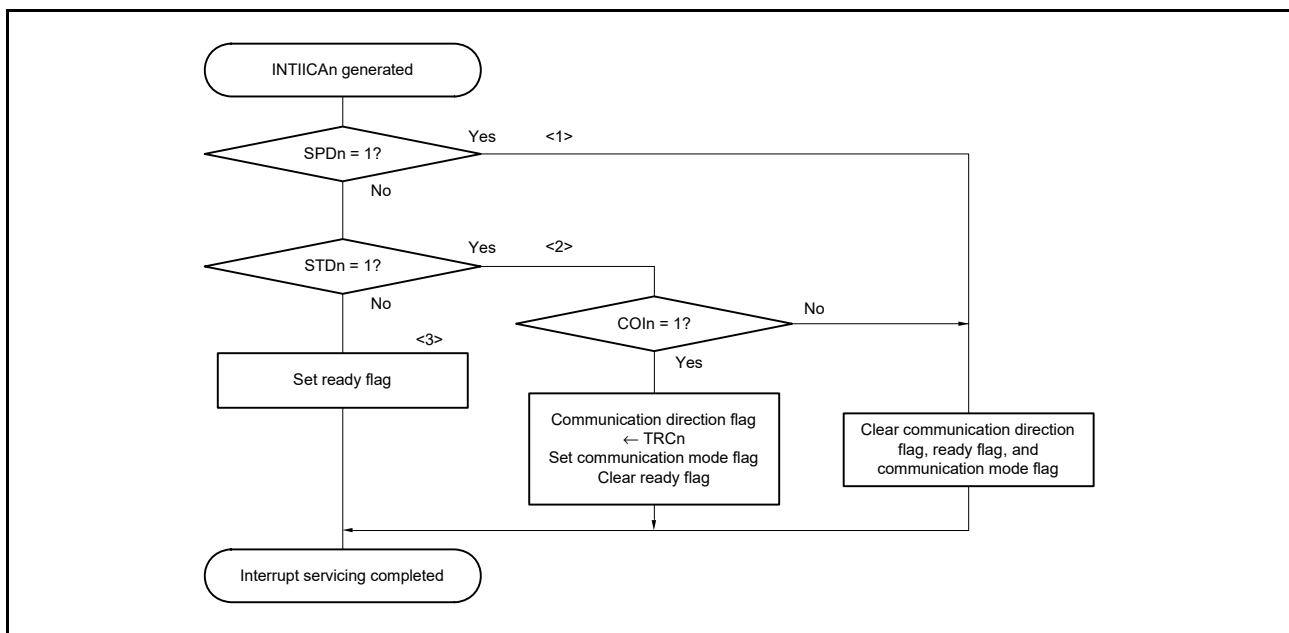 INTIICAn generated
Yes <1>
SPDn = 1?
No
Yes <2>
STDn = 1?
No
COIn = 1?
No
Yes
<3>
Set ready flag
Communication direction flag
← TRCn
Set communication mode flag
Clear ready flag
Clear communication direction
flag, ready flag, and
communication mode flag
Interrupt servicing completed